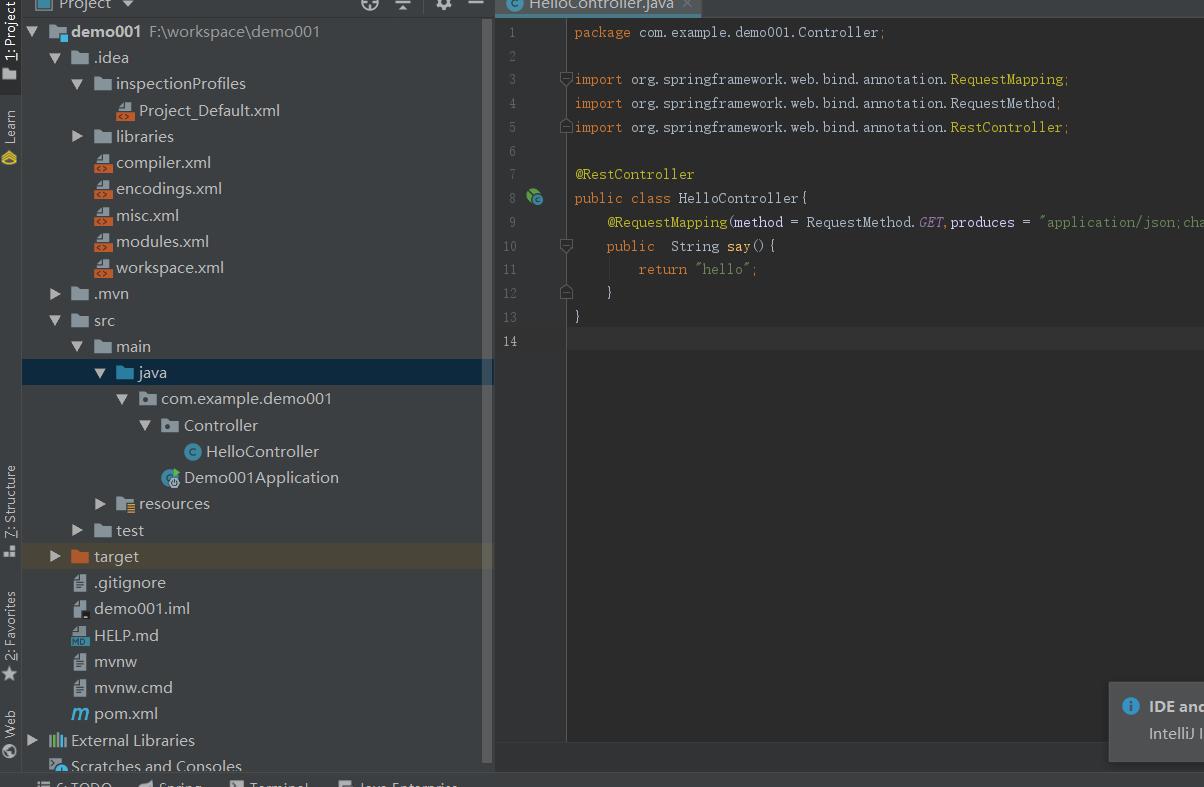 Project
HelloController.java
1: Project
Learn
Z: Structure
2: Favorites
Web
demo001 F:\workspace\demo001
.idea
inspectionProfiles
Project_Default.xml
libraries
compiler.xml
encodings.xml
misc.xml
modules.xml
workspace.xml
.mvn
src
main
java
com.example.demo001
Controller
HelloController
Demo001Application
resources
test
target
.gitignore
demo001.iml
HELP.md
mvnw
mvnw.cmd
pom.xml
External Libraries
Scratches and Consoles
1 package com.example.demo001.Controller;
2
3 import org.springframework.web.bind.annotation.RequestMapping;
4 import org.springframework.web.bind.annotation.RequestMethod;
5 import org.springframework.web.bind.annotation.RestController;
6
7 @RestController
8 public class HelloController{
9 @RequestMapping(method = RequestMethod.GET,produces = "application/json;cha
10 public String say(){
11 return "hello";
12 }
13 }
14
IDE and
IntelliJ I
6: TODO Spring Terminal Java Enterprise